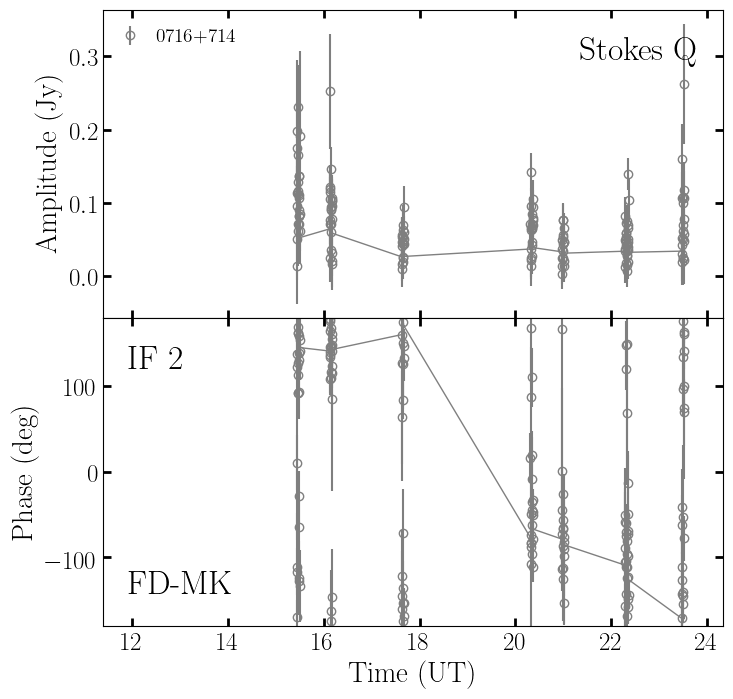 0716+714
Stokes Q
0.3
0.2
0.1
0.0
Amplitude (Jy)
IF 2
100
0
−100
Phase (deg)
FD-MK
12 14 16 18 20 22 24
Time (UT)